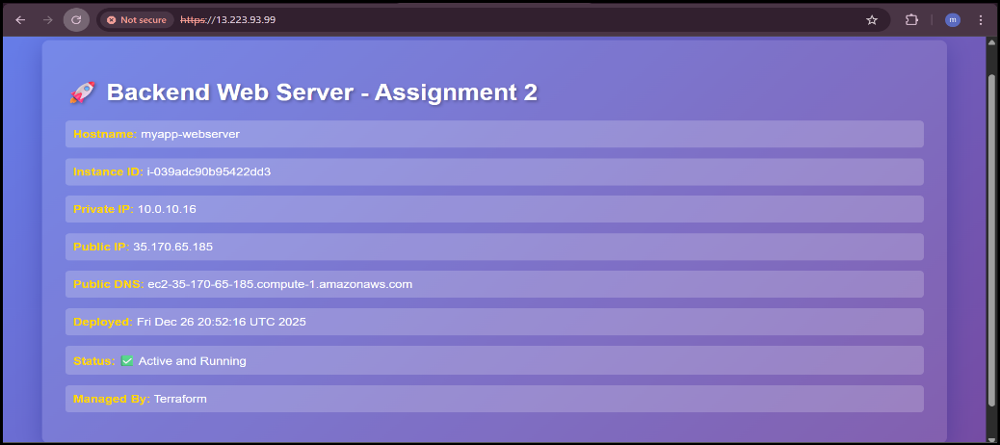 Not secure https://13.223.93.99 m
🚀 Backend Web Server - Assignment 2
Hostname: myapp-webserver
Instance ID: i-039adc90b95422dd3
Private IP: 10.0.10.16
Public IP: 35.170.65.185
Public DNS: ec2-35-170-65-185.compute-1.amazonaws.com
Deployed: Fri Dec 26 20:52:16 UTC 2025
Status: ✅ Active and Running
Managed By: Terraform